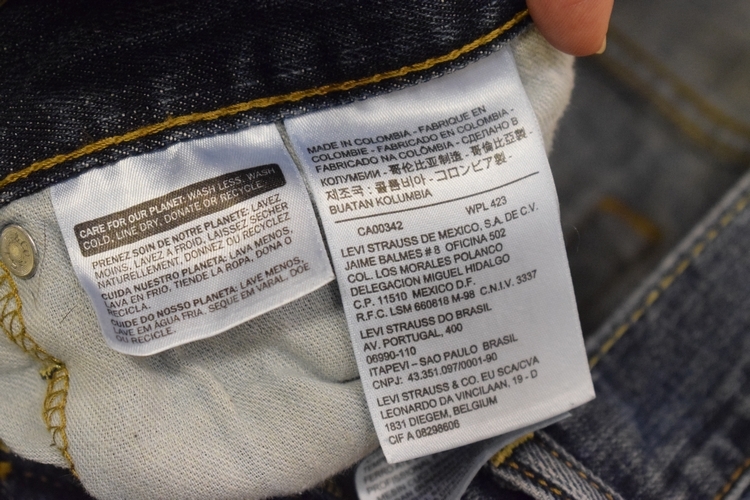 CARE FOR OUR PLANET: WASH LESS, WASH
COLD, LINE DRY, DONATE OR RECYCLE.
PRENEZ SOIN DE NOTRE PLANETE: LAVEZ
MOINS, LAVEZ A FROID, LAISSEZ SECHER
NATURELLEMENT, DONNEZ OU RECYCLEZ
CUIDA NUESTRO PLANETA: LAVA MENOS,
LAVA EN FRIO, TIENDE LA ROPA, DONA O
RECICLA.
CUIDE DO NOSSO PLANETA: LAVE MENOS,
LAVE EM ÁGUA FRIA, SEQUE EM VARAL, DOE
OU RECICLE.
MADE IN COLOMBIA - FABRIQUE EN
COLOMBIE - FABRICADO EN COLOMBIA -
FABRICADO NA COLÔMBIA - СДЕЛАНО В
КОЛУМБИИ - 哥伦比亚制造 - 哥倫比亞製 -
제조국 : 콜롬비아 - コロンビア製 -
BUATAN KOLUMBIA
CA00342 WPL 423
LEVI STRAUSS DE MEXICO, S.A. DE C.V.
JAIME BALMES # 8 OFICINA 502
COL. LOS MORALES POLANCO
DELEGACION MIGUEL HIDALGO
C.P. 11510 MEXICO D.F.
R.F.C. LSM 660618 M-98 C.N.I.V. 3337
LEVI STRAUSS DO BRASIL
AV. PORTUGAL, 400
06990-110
ITAPEVI – SAO PAULO BRASIL
CNPJ: 43.351.097/0001-90
LEVI STRAUSS & CO. EU SCA/CVA
LEONARDO DA VINCILAAN, 19 - D
1831 DIEGEM, BELGIUM
CIF A 08298606